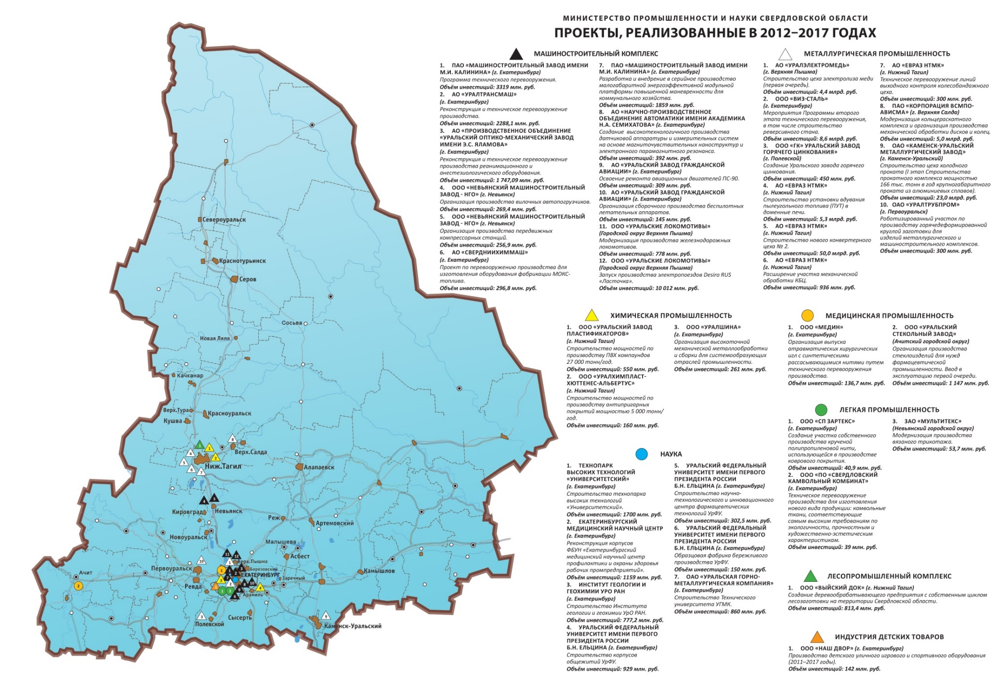 МИНИСТЕРСТВО ПРОМЫШЛЕННОСТИ И НАУКИ СВЕРДЛОВСКОЙ ОБЛАСТИ
ПРОЕКТЫ, РЕАЛИЗОВАННЫЕ В 2012–2017 ГОДАХ
МАШИНОСТРОИТЕЛЬНЫЙ КОМПЛЕКС
1. ПАО «МАШИНОСТРОИТЕЛЬНЫЙ ЗАВОД ИМЕНИ
М.И. КАЛИНИНА» (г. Екатеринбург)
Программа технического перевооружения.
Объём инвестиций: 3319 млн. руб.
2. АО «УРАЛТРАНСМАШ»
(г. Екатеринбург)
Реконструкция и техническое перевооружение
производства.
Объём инвестиций: 2288,1 млн. руб.
3. АО «ПРОИЗВОДСТВЕННОЕ ОБЪЕДИНЕНИЕ
«УРАЛЬСКИЙ ОПТИКО-МЕХАНИЧЕСКИЙ ЗАВОД
ИМЕНИ Э.С. ЯЛАМОВА»
(г. Екатеринбург)
Реконструкция и техническое перевооружение
производства реанимационного и
анестезиологического оборудования.
Объём инвестиций: 1 747,09 млн. руб.
4. ООО «НЕВЬЯНСКИЙ МАШИНОСТРОИТЕЛЬНЫЙ
ЗАВОД - НГО» (г. Невьянск)
Организация производства вилочных автопогрузчиков.
Объём инвестиций: 269,4 млн. руб.
5. ООО «НЕВЬЯНСКИЙ МАШИНОСТРОИТЕЛЬНЫЙ
ЗАВОД - НГО» (г. Невьянск)
Организация производства передвижных
компрессорных станций.
Объём инвестиций: 256,9 млн. руб.
6. АО «СВЕРДНИИХИММАШ»
(г. Екатеринбург)
Проект по перевооружению производства для
изготовления оборудования фабрикации МОКС-
топлива.
Объём инвестиций: 296,8 млн. руб.
7. ПАО «МАШИНОСТРОИТЕЛЬНЫЙ ЗАВОД ИМЕНИ
М.И. КАЛИНИНА» (г. Екатеринбург)
Разработка и внедрение в серийное производство
малогабаритной энергоэффективной модульной
платформы повышенной маневренности для
коммунального хозяйства.
Объём инвестиций: 1859 млн. руб.
8. АО «НАУЧНО-ПРОИЗВОДСТВЕННОЕ
ОБЪЕДИНЕНИЕ АВТОМАТИКИ ИМЕНИ АКАДЕМИКА
Н.А. СЕМИХАТОВА» (г. Екатеринбург)
Создание высокотехнологичного производства
датчиковой аппаратуры и измерительных систем
на основе магниточувствительных наноструктур и
электронного парамагнитного резонанса.
Объём инвестиций: 392 млн. руб.
9. АО «УРАЛЬСКИЙ ЗАВОД ГРАЖДАНСКОЙ
АВИАЦИИ» (г. Екатеринбург)
Освоение ремонта авиационных двигателей ПС-90.
Объём инвестиций: 309 млн. руб.
10. АО «УРАЛЬСКИЙ ЗАВОД ГРАЖДАНСКОЙ
АВИАЦИИ» (г. Екатеринбург)
Организация сборочного производства беспилотных
летательных аппаратов.
Объём инвестиций: 145 млн. руб.
11. ООО «УРАЛЬСКИЕ ЛОКОМОТИВЫ»
(Городской округ Верхняя Пышма)
Модернизация производства железнодорожных
локомотивов.
Объём инвестиций: 778 млн. руб.
12. ООО «УРАЛЬСКИЕ ЛОКОМОТИВЫ»
(Городской округ Верхняя Пышма)
Запуск производства электропоездов Desiro RUS
«Ласточка».
Объём инвестиций: 10 012 млн. руб.
МЕТАЛЛУРГИЧЕСКАЯ ПРОМЫШЛЕННОСТЬ
1. АО «УРАЛЭЛЕКТРОМЕДЬ»
(г. Верхняя Пышма)
Строительство цеха электролиза меди
(первая очередь).
Объём инвестиций: 4,4 млрд. руб.
2. ООО «ВИЗ-СТАЛЬ»
(г. Екатеринбург)
Мероприятия Программы второго
этапа технического перевооружения,
в том числе строительство
реверсивного стана.
Объём инвестиций: 8,6 млрд. руб.
3. ООО «ГК» УРАЛЬСКИЙ ЗАВОД
ГОРЯЧЕГО ЦИНКОВАНИЯ»
(г. Полевской)
Создание Уральского завода горячего
цинкования.
Объём инвестиций: 450 млн. руб.
4. АО «ЕВРАЗ НТМК»
(г. Нижний Тагил)
Строительство установки вдувания
пылеугольного топлива (ПУТ) в
доменные печи.
Объём инвестиций: 5,3 млрд. руб.
5. АО «ЕВРАЗ НТМК»
(г. Нижний Тагил)
Строительство нового конвертерного
цеха № 2.
Объём инвестиций: 50,0 млрд. руб.
6. АО «ЕВРАЗ НТМК»
(г. Нижний Тагил)
Расширение участка механической
обработки КБЦ.
Объём инвестиций: 936 млн. руб.
7. АО «ЕВРАЗ НТМК»
(г. Нижний Тагил)
Техническое перевооружение линий
выходного контроля колесобандажного
цеха.
Объём инвестиций: 300 млн. руб.
8. ПАО «КОРПОРАЦИЯ ВСМПО-
АВИСМА» (г. Верхняя Салда)
Модернизация кольцераскатного
комплекса и организация производства
механической обработки дисков и колец.
Объём инвестиций: 5,0 млрд. руб.
9. ОАО «КАМЕНСК-УРАЛЬСКИЙ
МЕТАЛЛУРГИЧЕСКИЙ ЗАВОД»
(г. Каменск-Уральский)
Строительство цеха холодного
проката (I этап Строительства
прокатного комплекса мощностью
166 тыс. тонн в год крупногабаритного
проката из алюминиевых сплавов).
Объём инвестиций: 23,0 млрд. руб.
10. ОАО «УРАЛТРУБПРОМ»
(г. Первоуральск)
Роботизированный участок по
производству горячедеформированной
круглой заготовки для
изделий металлургического и
машиностроительного комплексов.
Объём инвестиций: 300 млн. руб.
ХИМИЧЕСКАЯ ПРОМЫШЛЕННОСТЬ
1. ООО «УРАЛЬСКИЙ ЗАВОД
ПЛАСТИФИКАТОРОВ»
(г. Нижний Тагил)
Строительство мощностей по
производству ПВХ компаундов
27 000 тонн/год.
Объём инвестиций: 550 млн. руб.
2. ООО «УРАЛХИМПЛАСТ-
ХЮТТЕНЕС-АЛЬБЕРТУС»
(г. Нижний Тагил)
Строительство мощностей по
производству антипригарных
покрытий мощностью 5 000 тонн/
год.
Объём инвестиций: 160 млн. руб.
3. ООО «УРАЛШИНА»
(г. Екатеринбург)
Организация высокоточной
механической металлообработки
и сборки для системообразующих
отраслей промышленности.
Объём инвестиций: 261 млн. руб.
МЕДИЦИНСКАЯ ПРОМЫШЛЕННОСТЬ
1. ООО «МЕДИН»
(г. Екатеринбург)
Организация выпуска
атравматических хирургических
игл с синтетическими
рассасывающимися нитями путем
технического перевооружения
производства.
Объём инвестиций: 136,7 млн. руб.
2. ООО «УРАЛЬСКИЙ
СТЕКОЛЬНЫЙ ЗАВОД»
(Ачитский городской округ)
Организация производства
стеклоизделий для нужд
фармацевтической
промышленности. Ввод в
эксплуатацию первой очереди.
Объём инвестиций: 1 147 млн. руб.
ЛЕГКАЯ ПРОМЫШЛЕННОСТЬ
1. ООО «СП ЗАРТЕКС»
(г. Екатеринбург)
Создание участка собственного
производства крученой
полипропиленовой нити,
использующейся в производстве
коврового покрытия.
Объём инвестиций: 40,9 млн. руб.
2. ООО «ПО «СВЕРДЛОВСКИЙ
КАМВОЛЬНЫЙ КОМБИНАТ»
(г. Екатеринбург)
Техническое перевооружение
производства для изготовления
нового вида продукции: камвольные
ткани, соответствующие
самым высоким требованиям по
экологичности, прочностным и
художественно-эстетическим
характеристикам.
Объём инвестиций: 39 млн. руб.
3. ЗАО «МУЛЬТИТЕКС»
(Невьянский городской округ)
Модернизация производства
вязаного трикотажа.
Объём инвестиций: 53,7 млн. руб.
НАУКА
1. ТЕХНОПАРК
ВЫСОКИХ ТЕХНОЛОГИЙ
«УНИВЕРСИТЕТСКИЙ»
(г. Екатеринбург)
Строительство технопарка
высоких технологий
«Университетский».
Объём инвестиций: 1700 млн. руб.
2. ЕКАТЕРИНБУРГСКИЙ
МЕДИЦИНСКИЙ НАУЧНЫЙ ЦЕНТР
(г. Екатеринбург)
Реконструкция корпусов
ФБУН «Екатеринбургский
медицинский научный центр
профилактики и охраны здоровья
рабочих промпредприятий».
Объём инвестиций: 1159 млн. руб.
3. ИНСТИТУТ ГЕОЛОГИИ И
ГЕОХИМИИ УРО РАН
(г. Екатеринбург)
Строительство Института
геологии и геохимии УрО РАН.
Объём инвестиций: 777,2 млн. руб.
4. УРАЛЬСКИЙ ФЕДЕРАЛЬНЫЙ
УНИВЕРСИТЕТ ИМЕНИ ПЕРВОГО
ПРЕЗИДЕНТА РОССИИ
Б.Н. ЕЛЬЦИНА (г. Екатеринбург)
Строительство корпусов
общежитий УрФУ.
Объём инвестиций: 929 млн. руб.
5. УРАЛЬСКИЙ ФЕДЕРАЛЬНЫЙ
УНИВЕРСИТЕТ ИМЕНИ ПЕРВОГО
ПРЕЗИДЕНТА РОССИИ
Б.Н. ЕЛЬЦИНА (г. Екатеринбург)
Строительство научно-
технологического и инновационного
центра фармацевтических
технологий УрФУ.
Объём инвестиций: 302,5 млн. руб.
6. УРАЛЬСКИЙ ФЕДЕРАЛЬНЫЙ
УНИВЕРСИТЕТ ИМЕНИ ПЕРВОГО
ПРЕЗИДЕНТА РОССИИ
Б.Н. ЕЛЬЦИНА (г. Екатеринбург)
Образцовая фабрика бережливого
производства УрФУ.
Объём инвестиций: 150 млн. руб.
7. ОАО «УРАЛЬСКАЯ ГОРНО-
МЕТАЛЛУРГИЧЕСКАЯ КОМПАНИЯ»
(г. Екатеринбург)
Строительство Технического
университета УГМК.
Объём инвестиций: 860 млн. руб.
ЛЕСОПРОМЫШЛЕННЫЙ КОМПЛЕКС
1. ООО «ВЫЙСКИЙ ДОК» (г. Нижний Тагил)
Создание деревообрабатывающего предприятия с собственным циклом
лесозаготовки на территории Свердловской области.
Объём инвестиций: 813,4 млн. руб.
ИНДУСТРИЯ ДЕТСКИХ ТОВАРОВ
1. ООО «НАШ ДВОР» (г. Екатеринбург)
Производство детского уличного игрового и спортивного оборудования
(2011–2017 годы).
Объём инвестиций: 142 млн. руб.
Североуральск
Краснотурьинск
Серов
Сосьва
Новая Ляля
Качканар
Верх.Тура
Красноуральск
Кушва
8
1
1
Верх.Салда
4
2
5
Ниж.Тагил
6
7
Алапаевск
4
5
Кировград
Невьянск
Реж
Артемовский
Новоуральск
Малышева
11
12
Асбест
10
1
Верх.Пышма
Первоуральск
1
1
2
3
Березовский
Ачит
ЕКАТЕРИНБУРГ
Камышлов
7
3
Заречный
2
Ревда
1
2
8
10
4
1
2
9
Арамиль
6
3
Полевской
Сысерть
9
Каменск-Уральский